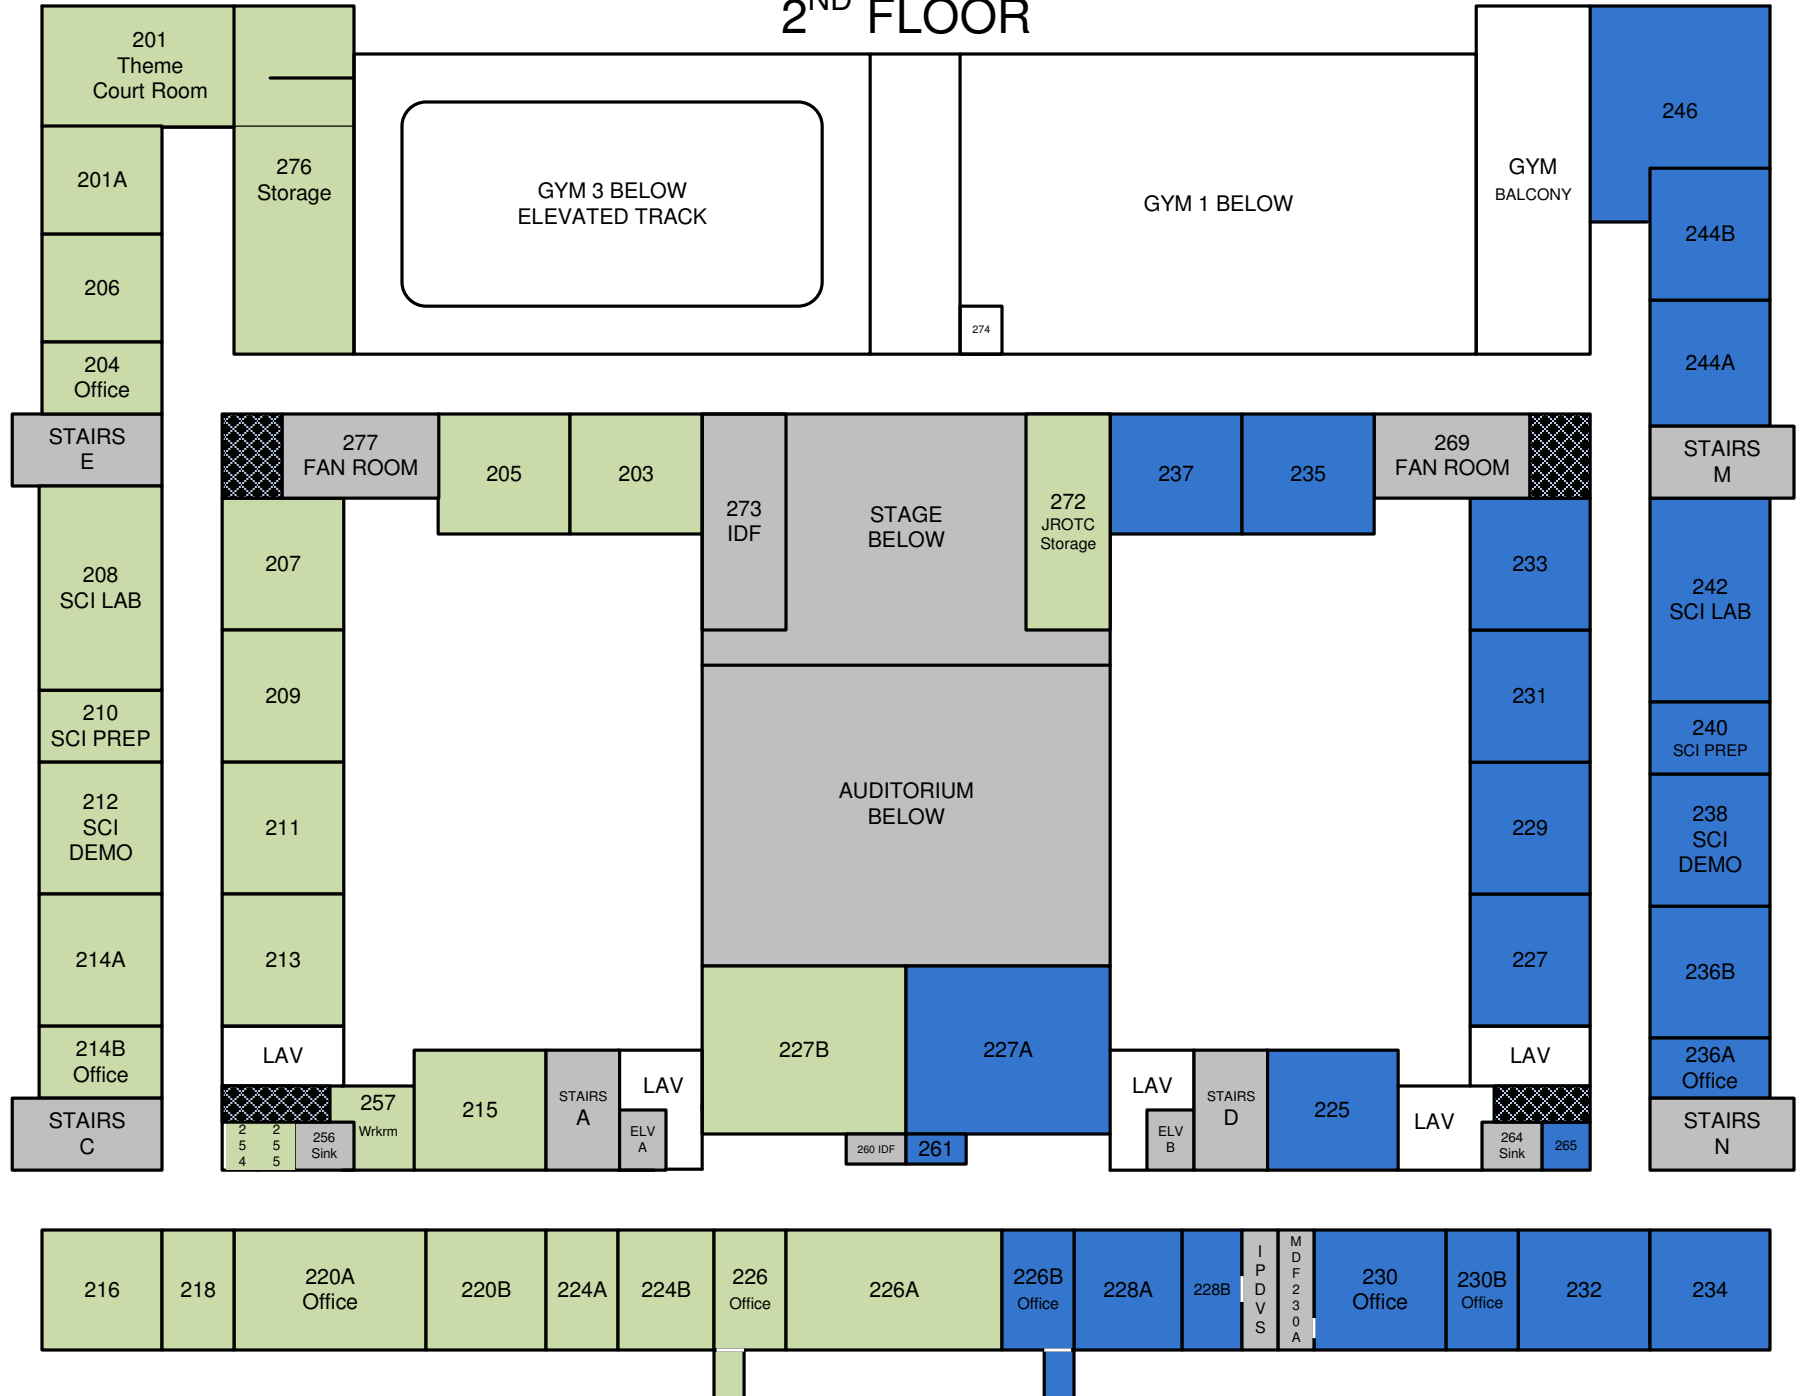 2ND FLOOR
201
Theme
Court Room
276
Storage
GYM 3 BELOW
ELEVATED TRACK
GYM 1 BELOW
274
GYM
BALCONY
246
201A
206
204
Office
244B
244A
STAIRS
E
277
FAN ROOM
205
203
273
IDF
STAGE
BELOW
272
JROTC
Storage
237
235
269
FAN ROOM
STAIRS
M
208
SCI LAB
207
233
242
SCI LAB
210
SCI PREP
209
231
240
SCI PREP
212
SCI
DEMO
211
AUDITORIUM
BELOW
229
238
SCI
DEMO
214A
213
227
236B
214B
Office
LAV
227B
227A
LAV
236A
Office
STAIRS
C
254
255
256
Sink
257
Wrkrm
215
STAIRS
A
LAV
ELV
A
260 IDF
261
LAV
ELV
B
STAIRS
D
225
LAV
264
Sink
265
STAIRS
N
216
218
220A
Office
220B
224A
224B
226
Office
226A
226B
Office
228A
228B
IPDVS
MDF230A
230
Office
230B
Office
232
234